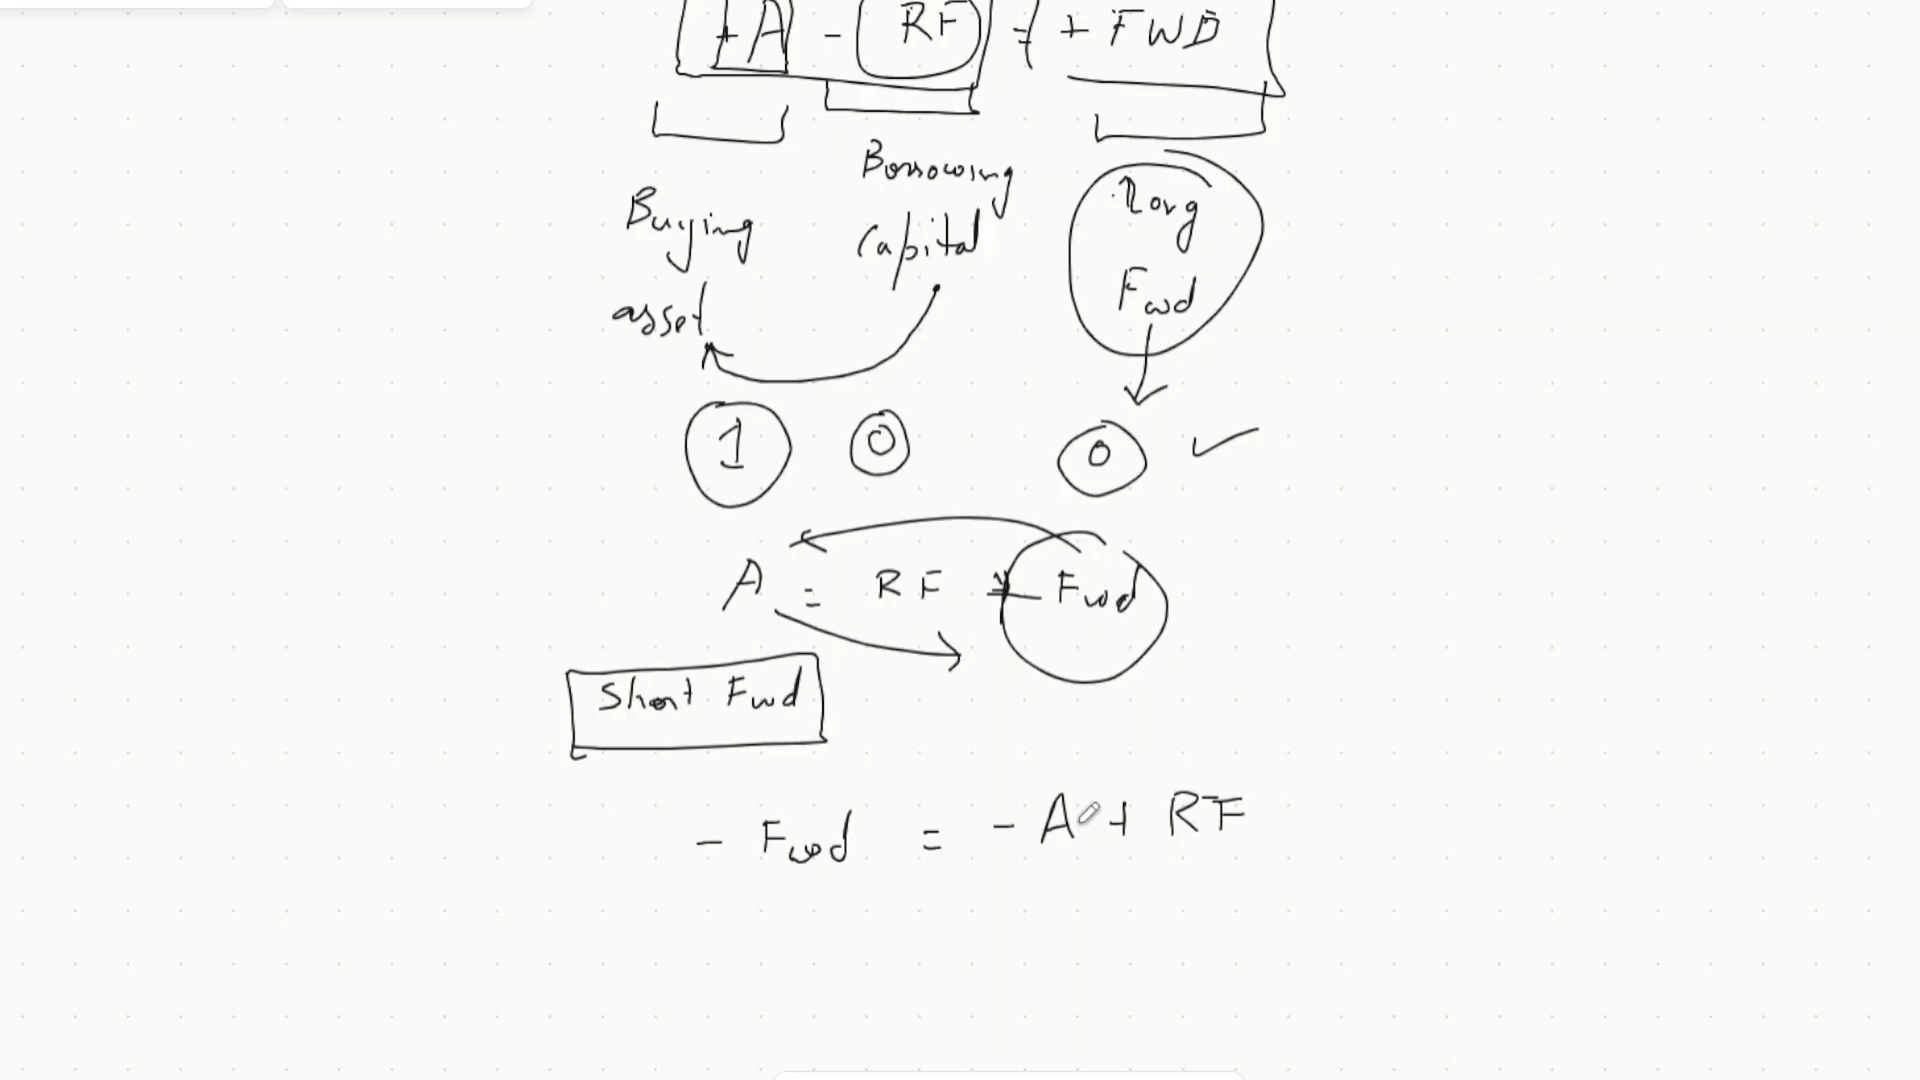 +A - RF = + FWD
Borrowing
Buying capital
asset
Long
Fwd
1 0 0 ✓
A = RF + Fwd
Short Fwd
- Fwd = - A + RF